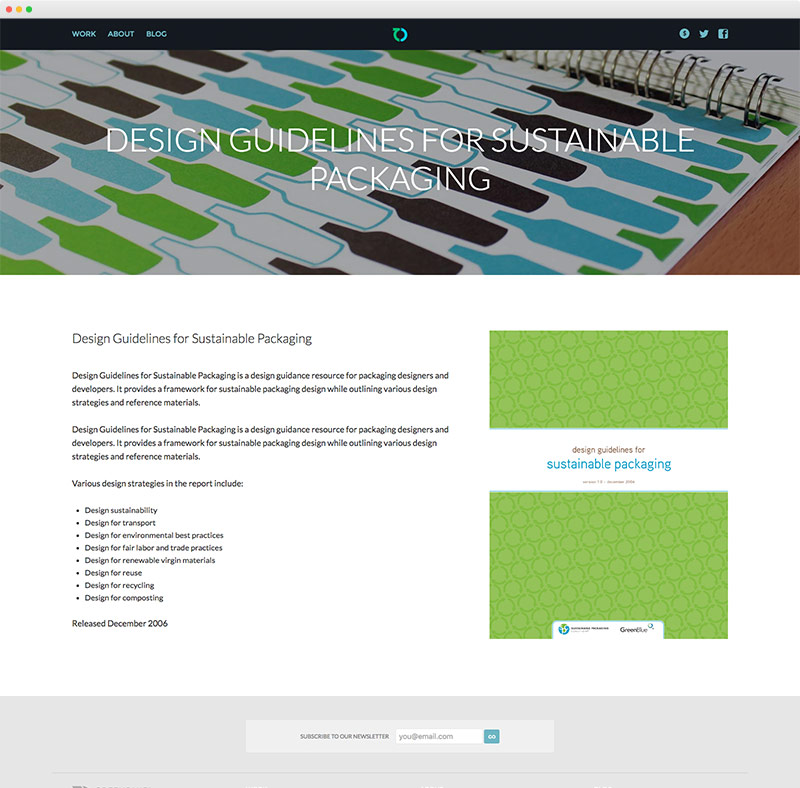 WORK ABOUT BLOG
DESIGN GUIDELINES FOR SUSTAINABLE
PACKAGING
Design Guidelines for Sustainable Packaging
Design Guidelines for Sustainable Packaging is a design guidance resource for packaging designers and
developers. It provides a framework for sustainable packaging design while outlining various design
strategies and reference materials.
Design Guidelines for Sustainable Packaging is a design guidance resource for packaging designers and
developers. It provides a framework for sustainable packaging design while outlining various design
strategies and reference materials.
Various design strategies in the report include:
Design sustainability
Design for transport
Design for environmental best practices
Design for fair labor and trade practices
Design for renewable virgin materials
Design for reuse
Design for recycling
Design for composting
Released December 2006
design guidelines for
sustainable packaging
version 1.0 – december 2006
SUSTAINABLE PACKAGING
GreenBlue
SUBSCRIBE TO OUR NEWSLETTER you@email.com GO